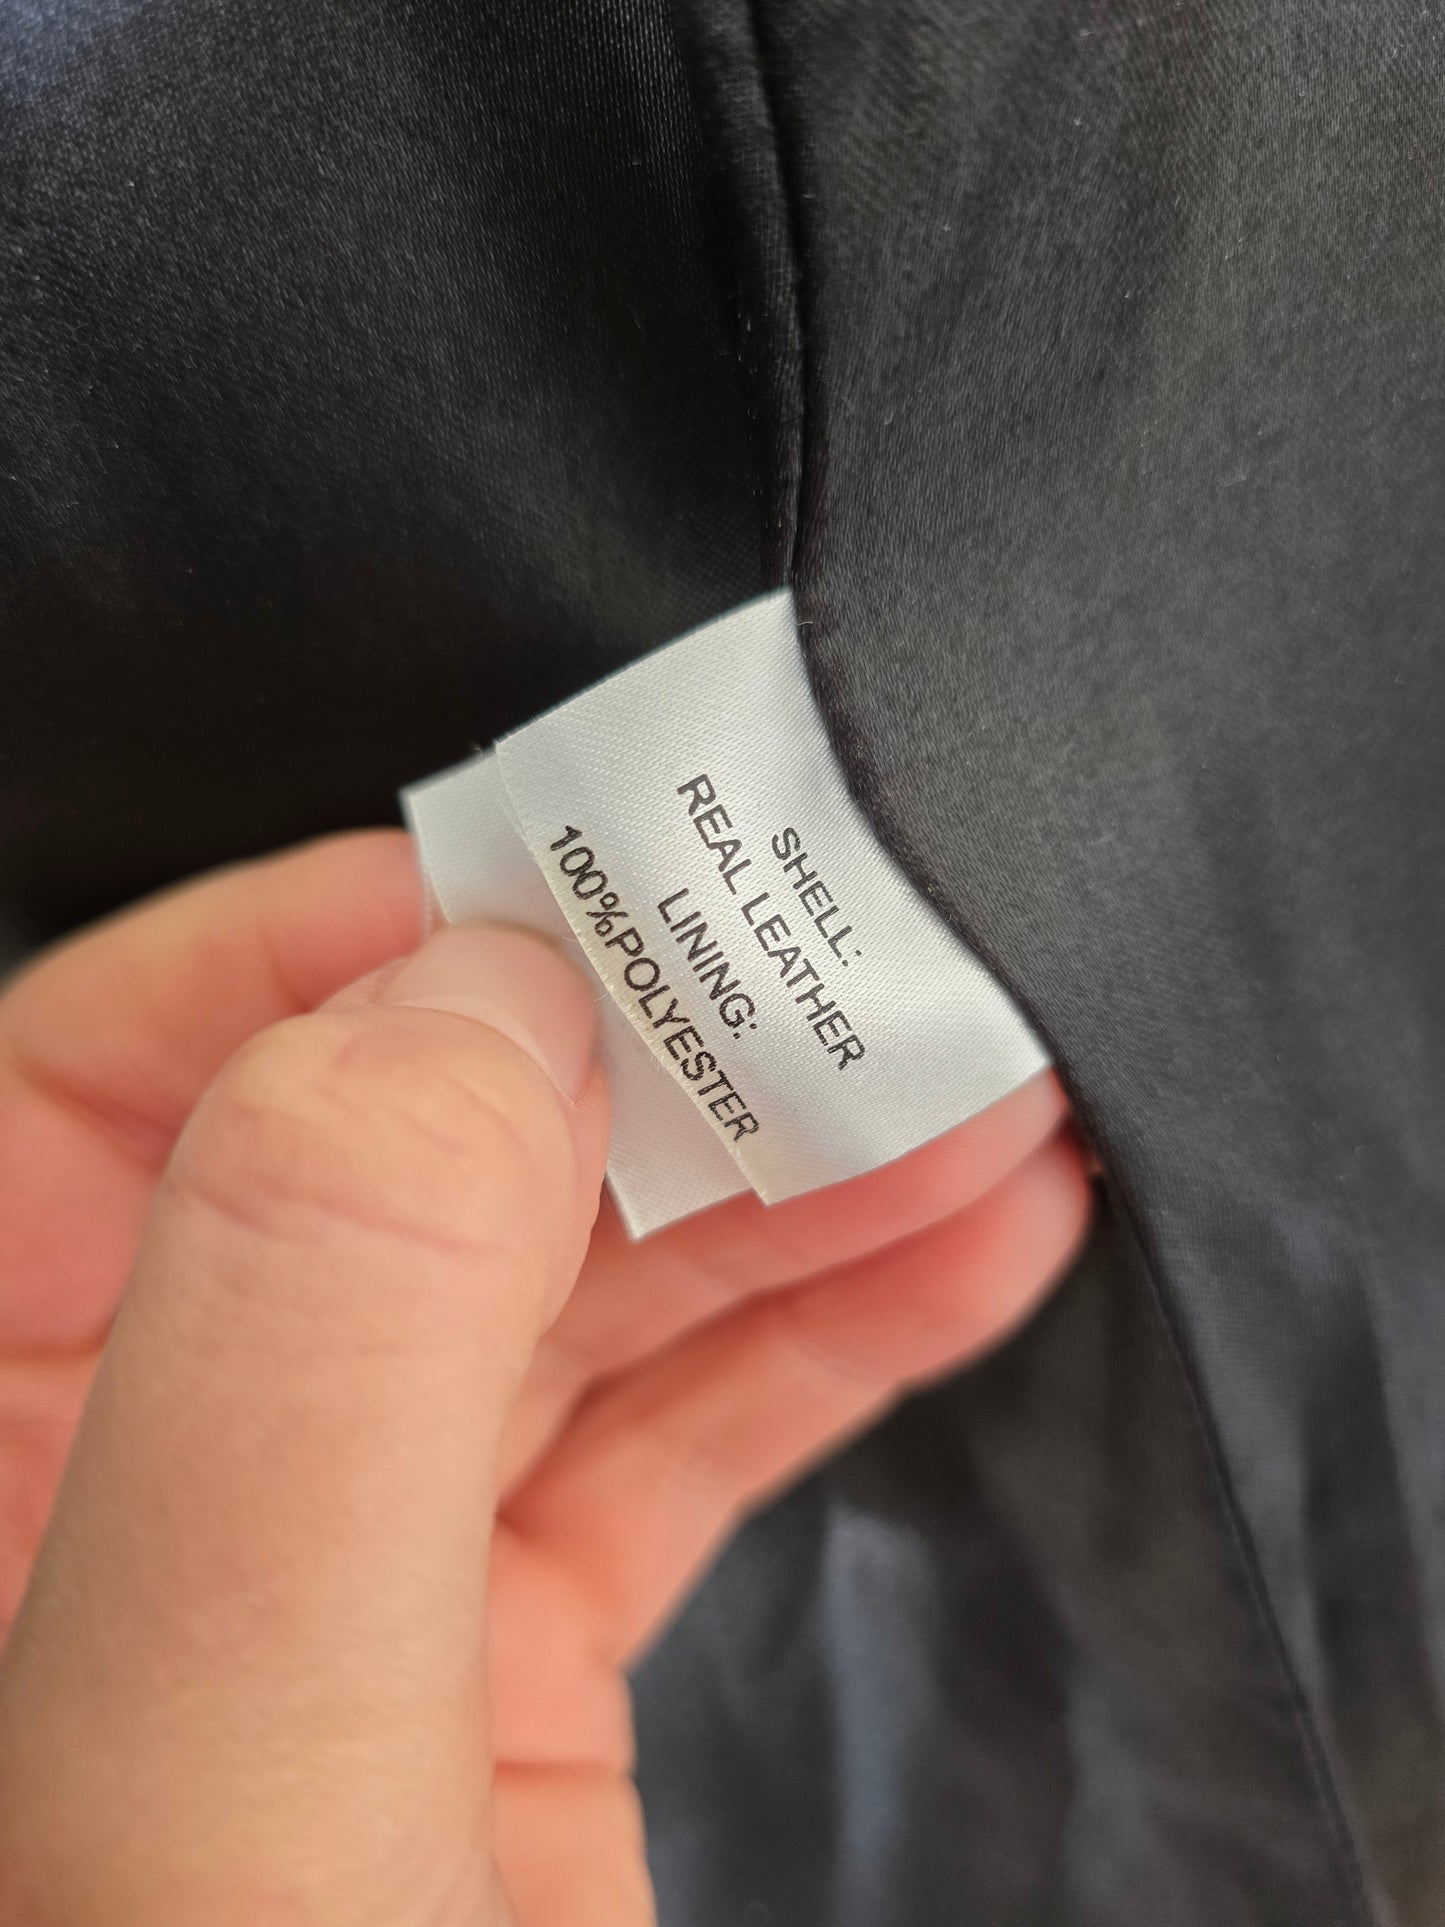 SHELL:
REAL LEATHER
LINING:
100%POLYESTER